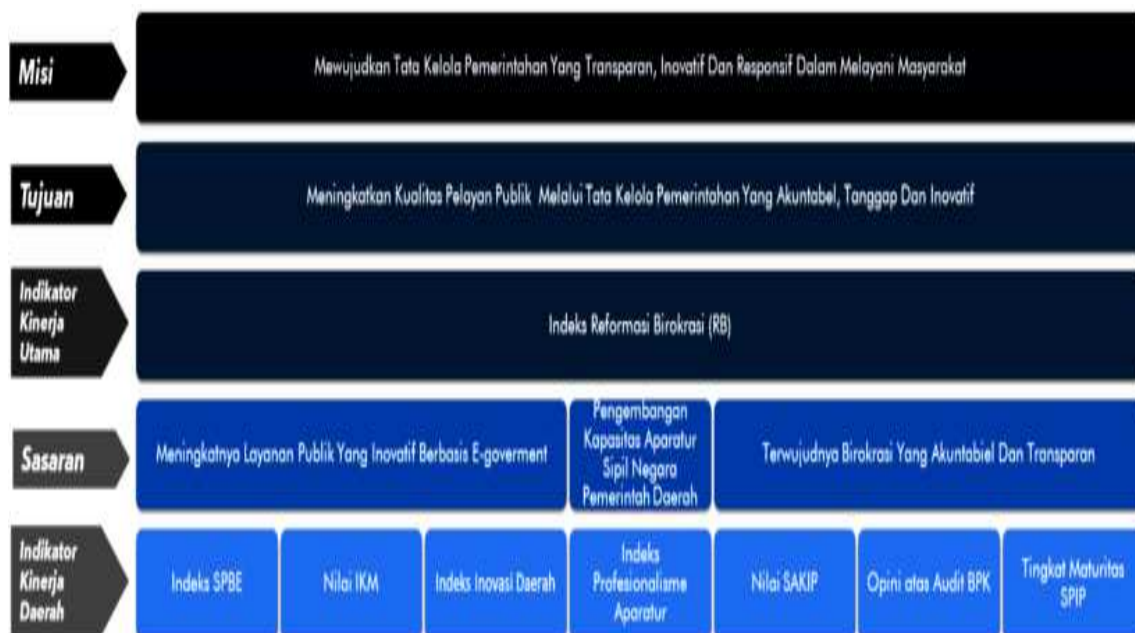 Misi
Mewujudkan Tata Kelola Pemerintahan Yang Transparan, Inovatif Dan Responsif Dalam Melayani Masyarakat
Tujuan
Meningkatkan Kualitas Pelayan Publik Melalui Tata Kelola Pemerintahan Yang Akuntabel, Tanggap Dan Inovatif
Indikator
Kinerja
Utama
Indeks Reformasi Birokrasi (RB)
Sasaran
Meningkatnya Layanan Publik Yang Inovatif Berbasis E-goverment
Pengembangan
Kapasitas Aparatur
Sipil Negara
Pemerintah Daerah
Terwujudnya Birokrasi Yang Akuntabiel Dan Transparan
Indikator
Kinerja
Daerah
Indeks SPBE
Nilai IKM
Indeks Inovasi Daerah
Indeks
Profesionalisme
Aparatur
Nilai SAKIP
Opini atas Audit BPK
Tingkat Maturitas
SPIP